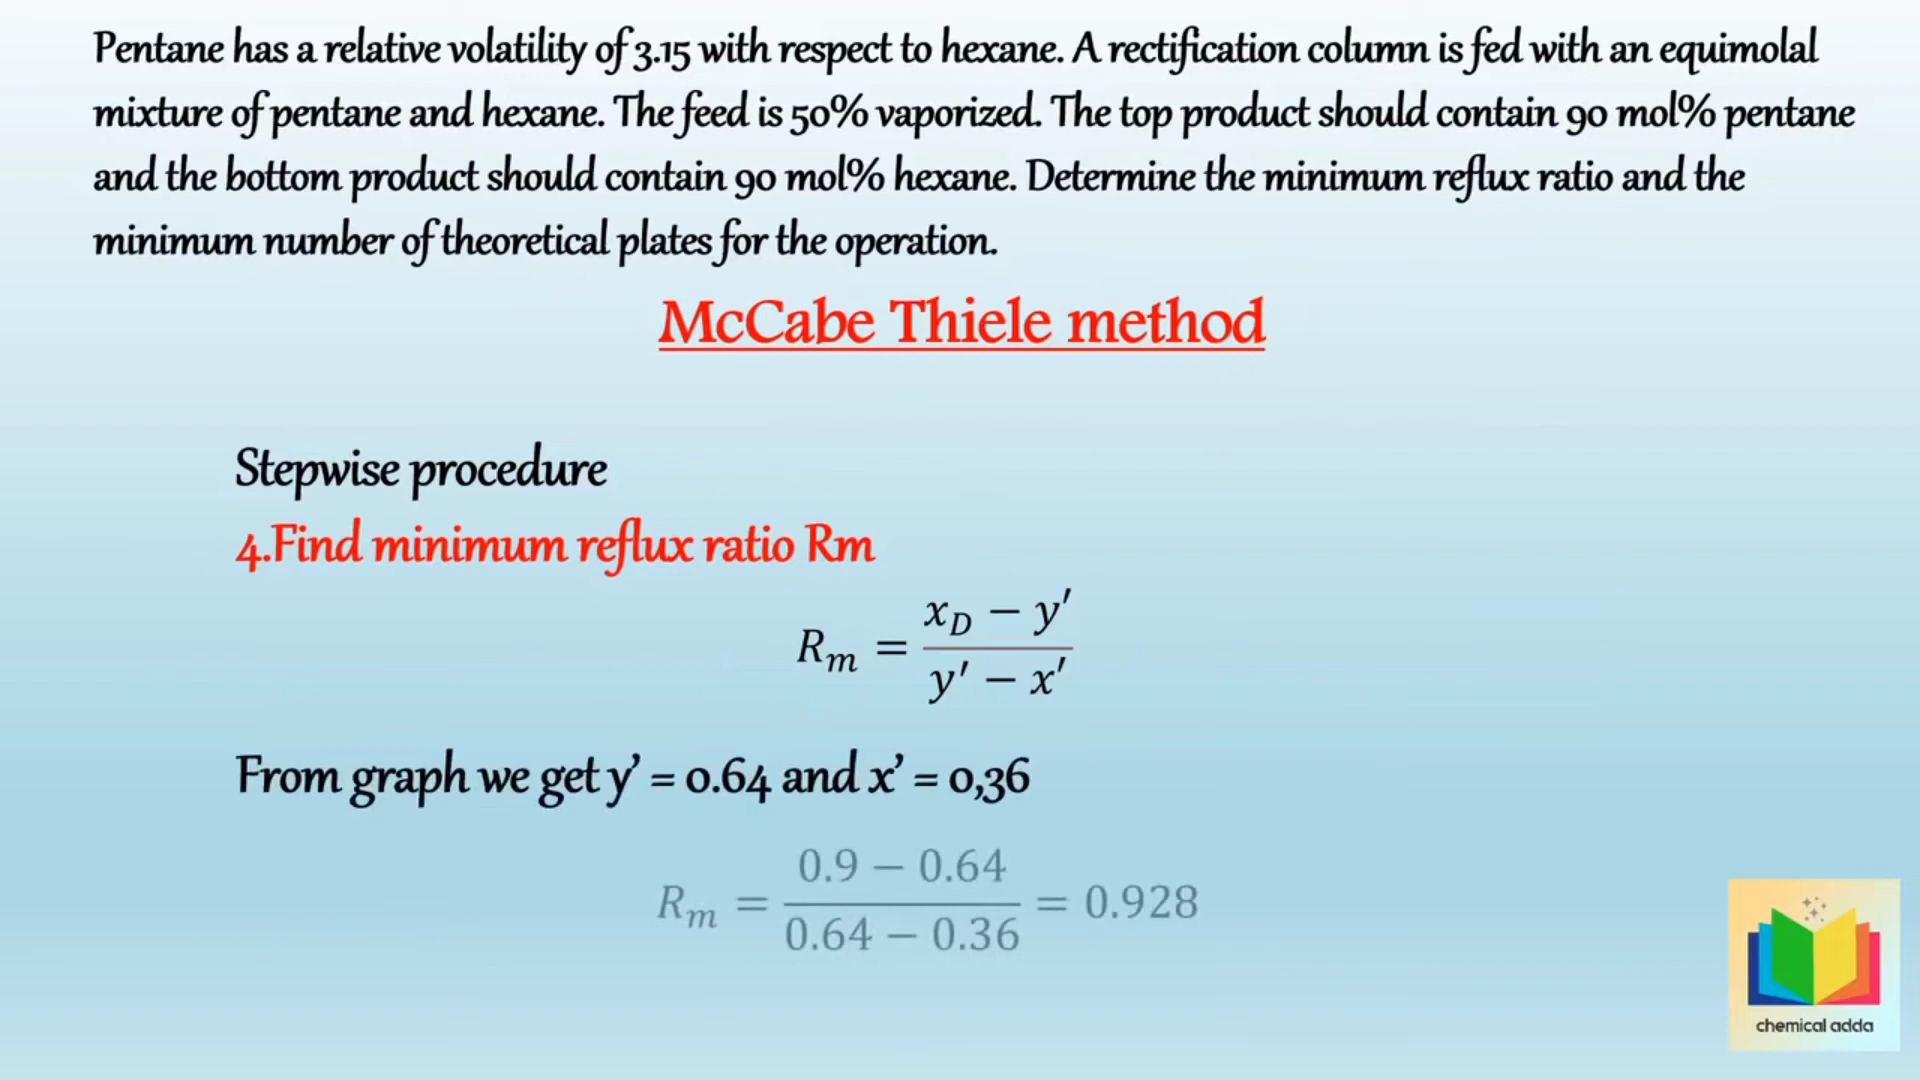 Pentane has a relative volatility of 3.15 with respect to hexane. A rectification column is fed with an equimolal
mixture of pentane and hexane. The feed is 50% vaporized. The top product should contain 90 mol% pentane
and the bottom product should contain 90 mol% hexane. Determine the minimum reflux ratio and the
minimum number of theoretical plates for the operation.
McCabe Thiele method
Stepwise procedure
4.Find minimum reflux ratio Rm
R_m = (x_D − y′) / (y′ − x′)
From graph we get y’ = 0.64 and x’ = 0,36
R_m = (0.9 − 0.64) / (0.64 − 0.36) = 0.928
chemical adda